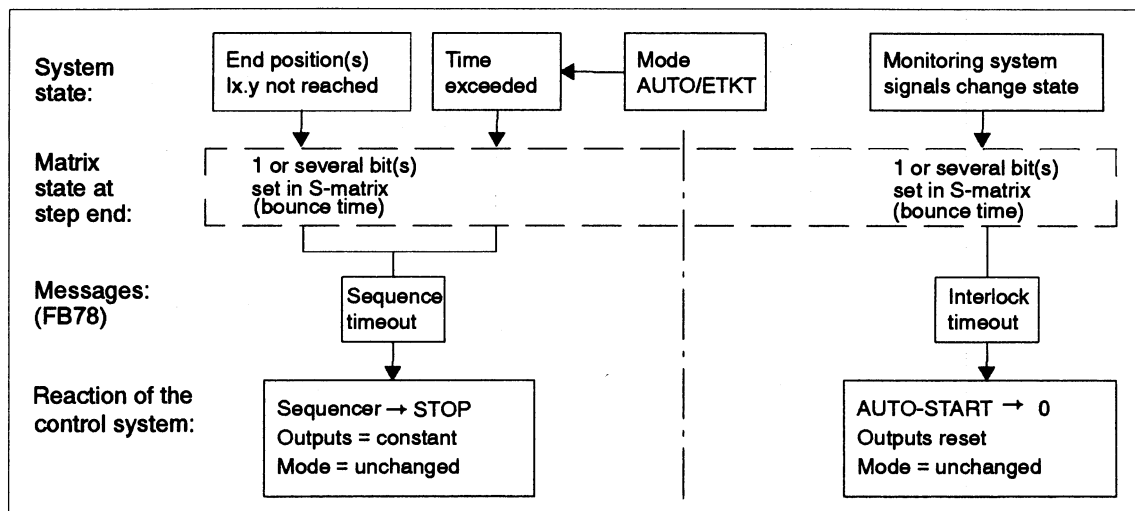 System
state:
End position(s)
Ix.y not reached
Time
exceeded
Mode
AUTO/ETKT
Monitoring system
signals change state
Matrix
state at
step end:
1 or several bit(s)
set in S-matrix
(bounce time)
1 or several bit(s)
set in S-matrix
(bounce time)
Messages:
(FB78)
Sequence
timeout
Interlock
timeout
Reaction of the
control system:
Sequencer → STOP
Outputs = constant
Mode = unchanged
AUTO-START → 0
Outputs reset
Mode = unchanged